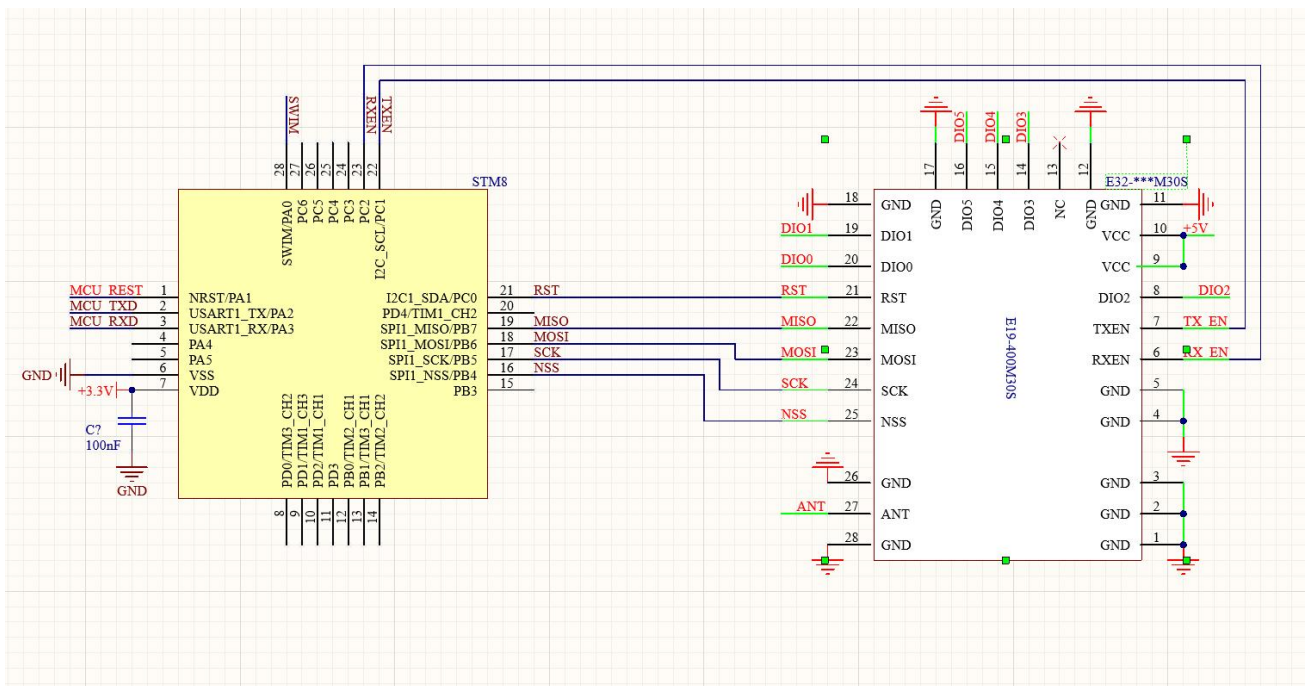 STM8
SWIM
RXEN
TXEN
28
27
26
25
24
23
22
SWIM/PA0
PC6
PC5
PC4
PC3
PC2
I2C_SCL/PC1
MCU_REST
1
NRST/PA1
MCU_TXD
2
USART1_TX/PA2
MCU_RXD
3
USART1_RX/PA3
4
PA4
5
PA5
GND
6
VSS
+3.3V
7
VDD
C?
100nF
GND
I2C1_SDA/PC0
21
RST
PD4/TIM1_CH2
20
SPI1_MISO/PB7
19
MISO
SPI1_MOSI/PB6
18
MOSI
SPI1_SCK/PB5
17
SCK
SPI1_NSS/PB4
16
NSS
PB3
15
PD0/TIM3_CH2
PD1/TIM1_CH3
PD2/TIM1_CH1
PD3
PB0/TIM2_CH1
PB1/TIM3_CH1
PB2/TIM2_CH2
8
9
10
11
12
13
14
E32-***M30S
DIO5
DIO4
DIO3
17
16
15
14
13
12
GND
DIO5
DIO4
DIO3
NC
GND
18
GND
DIO1
19
DIO1
DIO0
20
DIO0
RST
21
RST
MISO
22
MISO
MOSI
23
MOSI
SCK
24
SCK
NSS
25
NSS
26
GND
ANT
27
ANT
28
GND
E19-400M30S
GND
11
VCC
10
+5V
VCC
9
DIO2
8
DIO2
TXEN
7
TX_EN
RXEN
6
RX_EN
GND
5
GND
4
GND
3
GND
2
GND
1